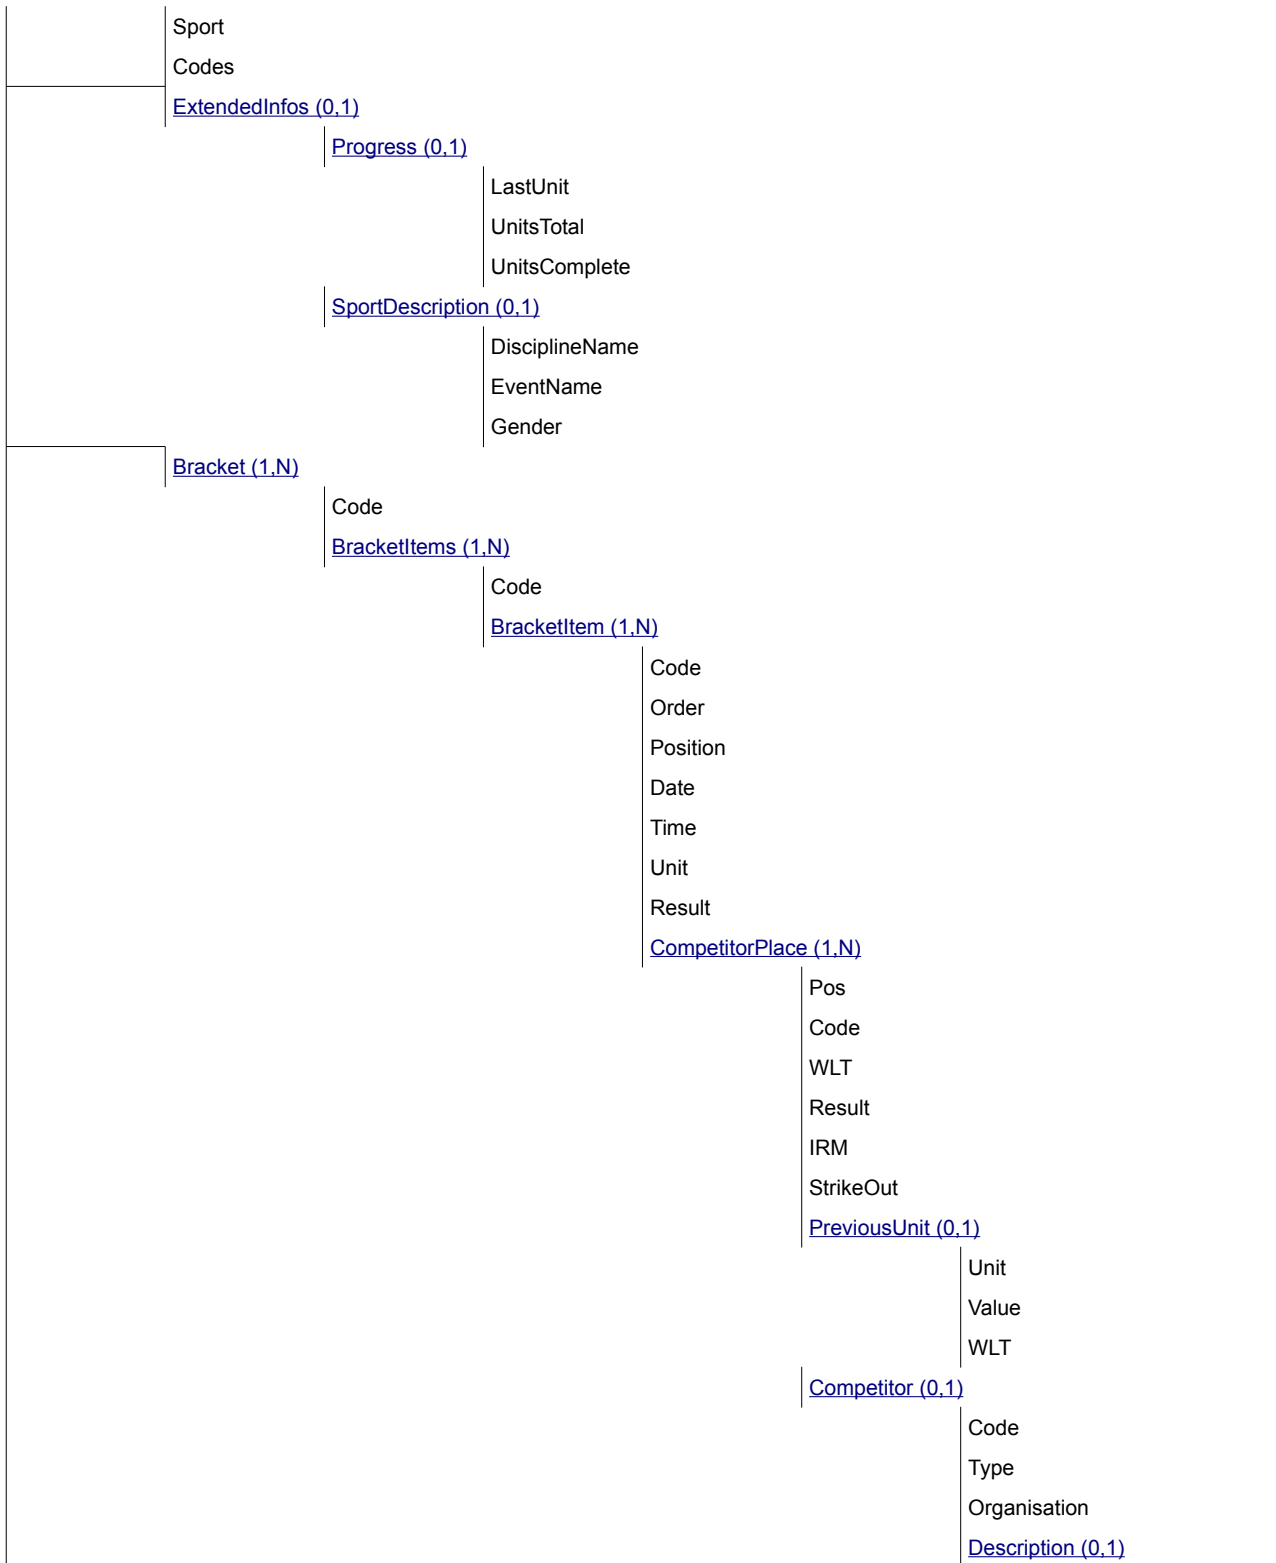 Sport
Codes
ExtendedInfos (0,1)
Progress (0,1)
LastUnit
UnitsTotal
UnitsComplete
SportDescription (0,1)
DisciplineName
EventName
Gender
Bracket (1,N)
Code
BracketItems (1,N)
Code
BracketItem (1,N)
Code
Order
Position
Date
Time
Unit
Result
CompetitorPlace (1,N)
Pos
Code
WLT
Result
IRM
StrikeOut
PreviousUnit (0,1)
Unit
Value
WLT
Competitor (0,1)
Code
Type
Organisation
Description (0,1)